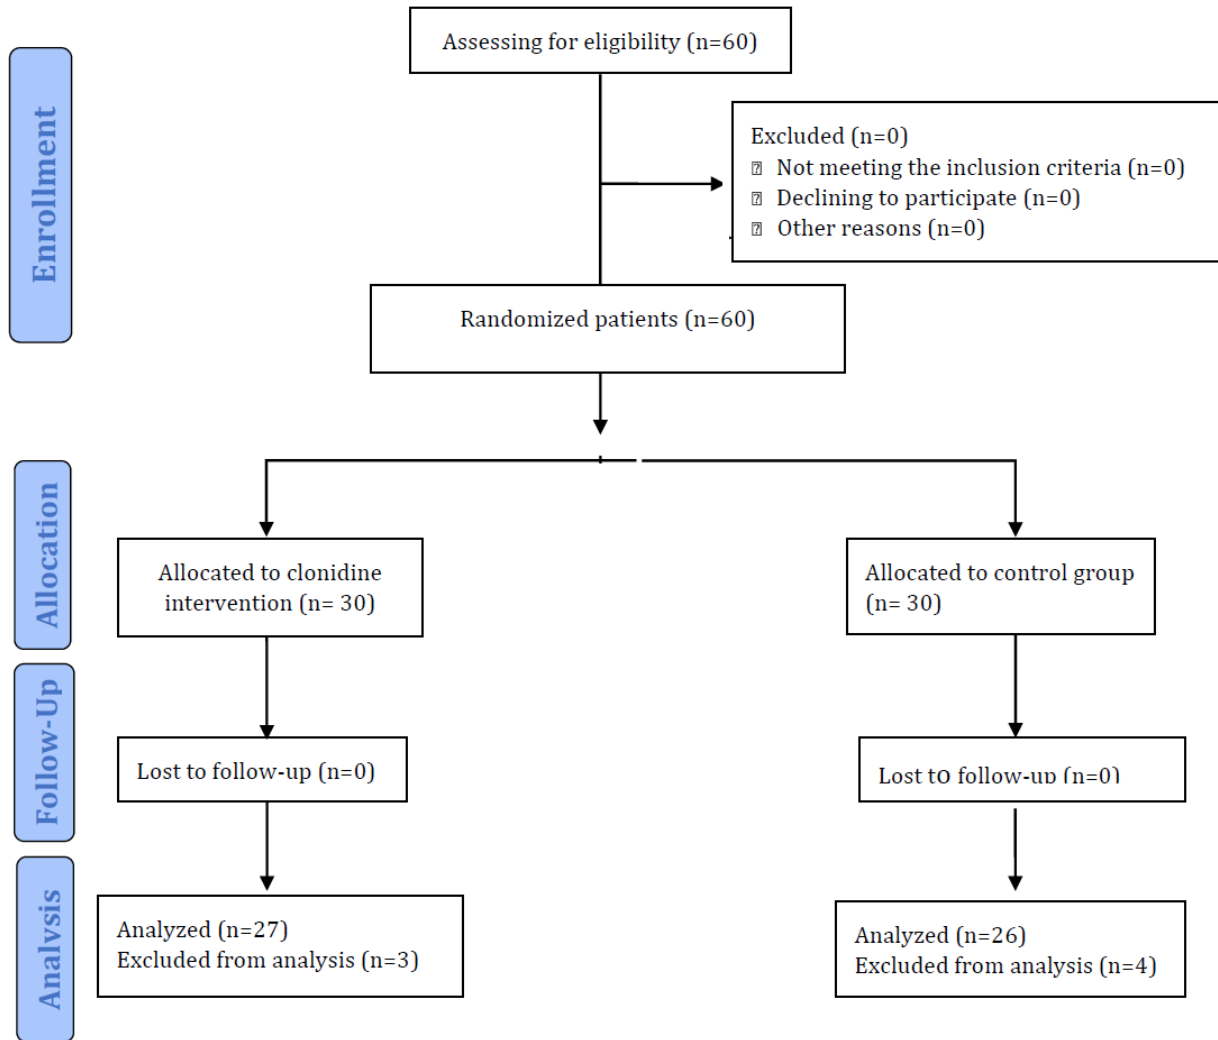 Enrollment
Assessing for eligibility (n=60)
Excluded (n=0)
Not meeting the inclusion criteria (n=0)
Declining to participate (n=0)
Other reasons (n=0)
Randomized patients (n=60)
Allocation
Allocated to clonidine
intervention (n= 30)
Allocated to control group
(n= 30)
Follow-Up
Lost to follow-up (n=0)
Lost to follow-up (n=0)
Analysis
Analyzed (n=27)
Excluded from analysis (n=3)
Analyzed (n=26)
Excluded from analysis (n=4)